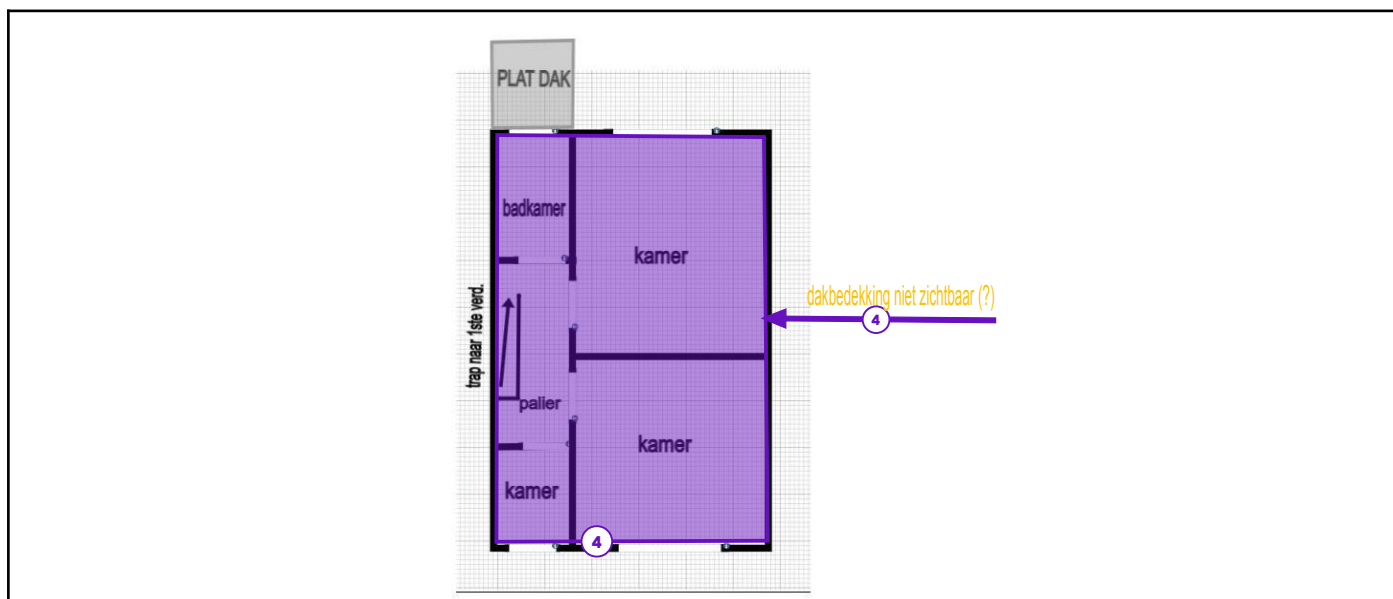 PLAT DAK
badkamer
kamer
dakbedekking niet zichtbaar (?)
4
trap naar 1ste verd.
palier
kamer
kamer
4